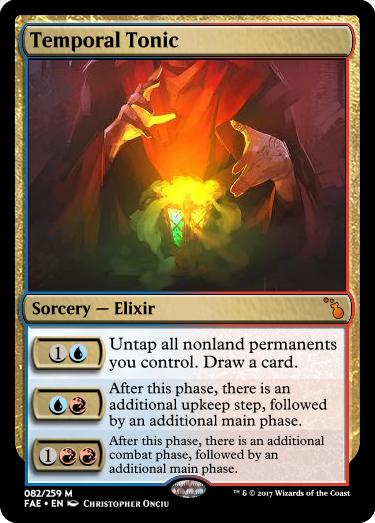 Temporal Tonic
Sorcery — Elixir
1 Untap all nonland permanents
you control. Draw a card.
After this phase, there is an
additional upkeep step, followed
by an additional main phase.
1 After this phase, there is an additional
combat phase, followed by an
additional main phase.
082/259 M
FAE • EN Christopher Onciu
™ & © 2017 Wizards of the Coast